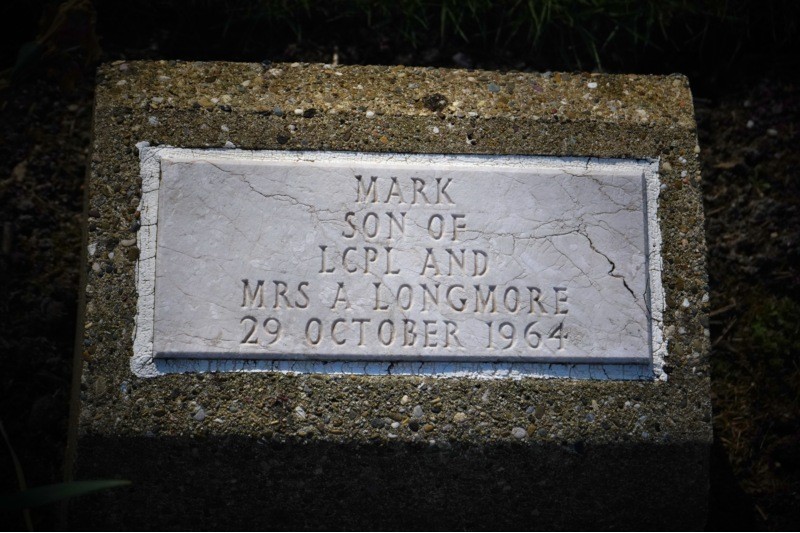 MARK
SON OF
LCPL AND
MRS A LONGMORE
29 OCTOBER 1964